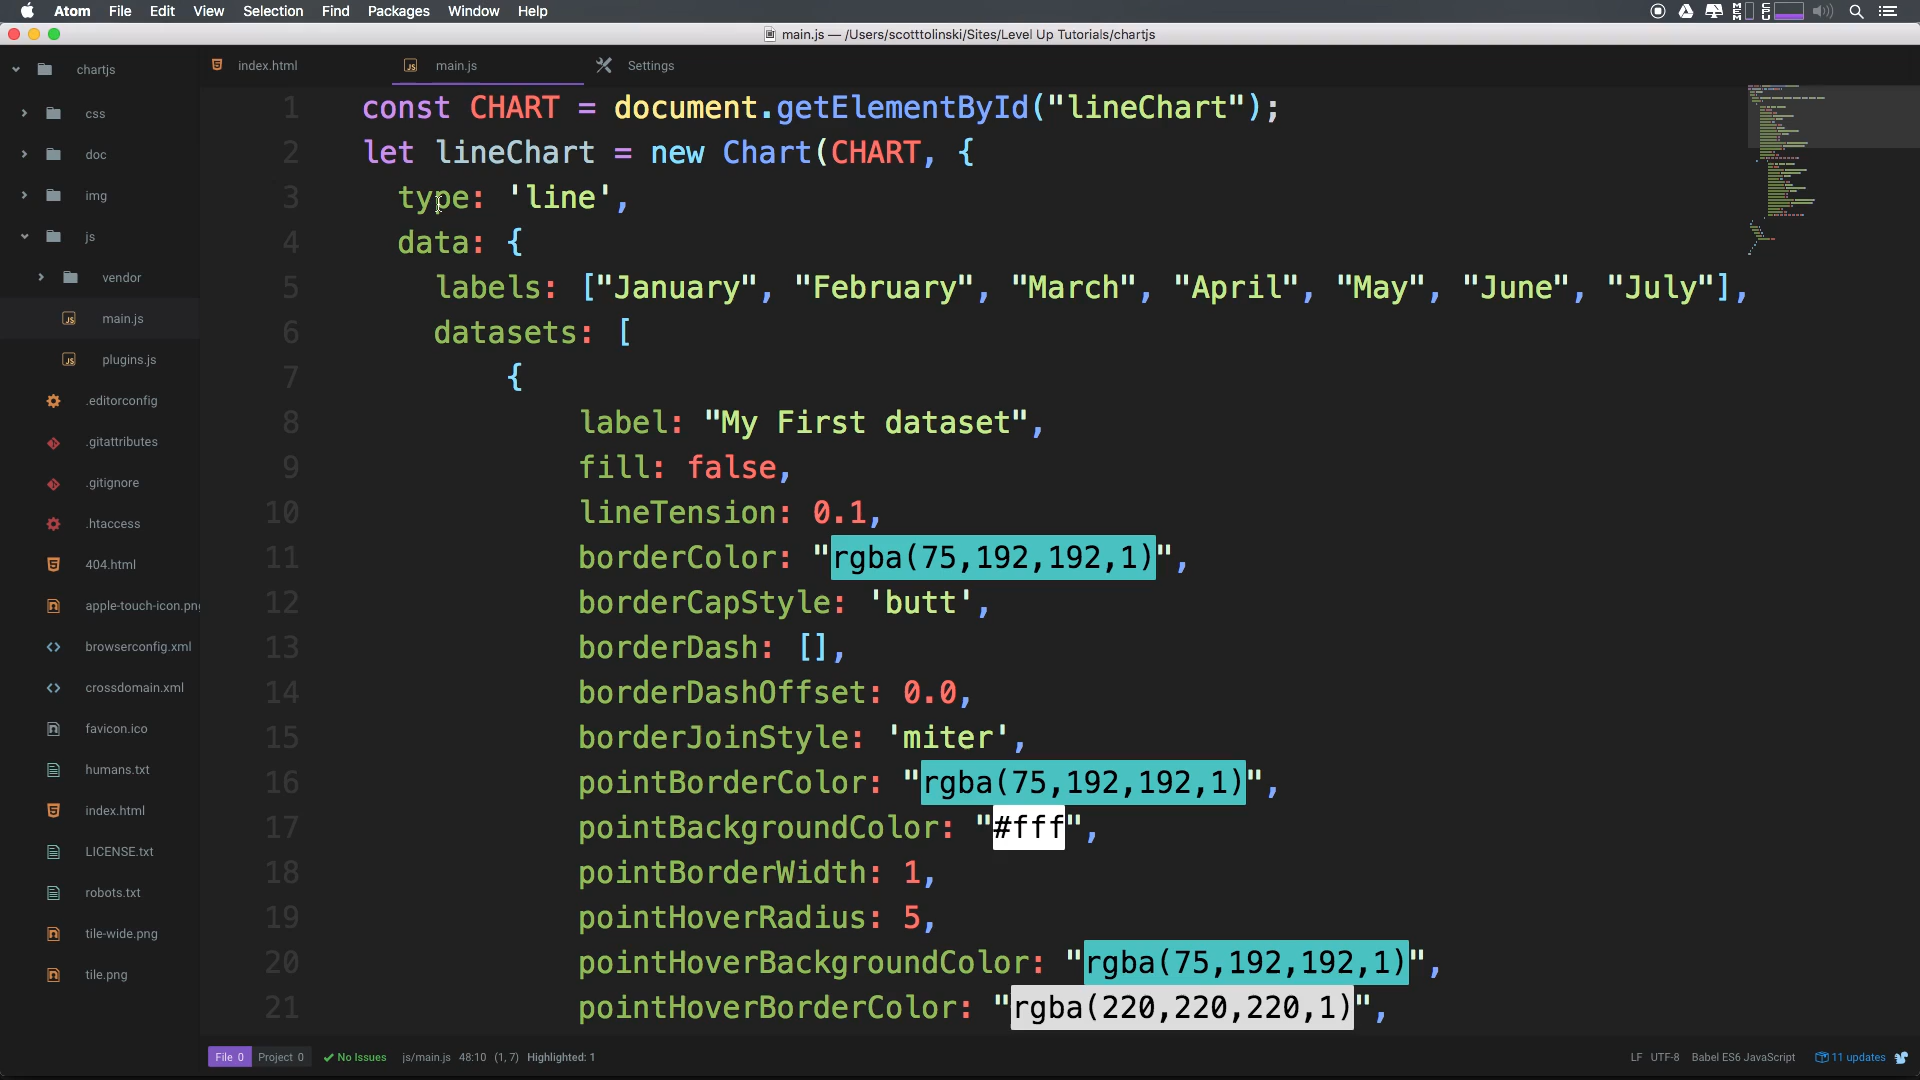 Atom File Edit View Selection Find Packages Window Help
main.js — /Users/scotttolinski/Sites/Level Up Tutorials/chartjs
chartjs
css
doc
img
js
vendor
main.js
plugins.js
.editorconfig
.gitattributes
.gitignore
.htaccess
404.html
apple-touch-icon.png
browserconfig.xml
crossdomain.xml
favicon.ico
humans.txt
index.html
LICENSE.txt
robots.txt
tile-wide.png
tile.png
index.html main.js Settings
1 const CHART = document.getElementById("lineChart");
2 let lineChart = new Chart(CHART, {
3 type: 'line',
4 data: {
5 labels: ["January", "February", "March", "April", "May", "June", "July"],
6 datasets: [
7 {
8 label: "My First dataset",
9 fill: false,
10 lineTension: 0.1,
11 borderColor: "rgba(75,192,192,1)",
12 borderCapStyle: 'butt',
13 borderDash: [],
14 borderDashOffset: 0.0,
15 borderJoinStyle: 'miter',
16 pointBorderColor: "rgba(75,192,192,1)",
17 pointBackgroundColor: "#fff",
18 pointBorderWidth: 1,
19 pointHoverRadius: 5,
20 pointHoverBackgroundColor: "rgba(75,192,192,1)",
21 pointHoverBorderColor: "rgba(220,220,220,1)",
File 0 Project 0 No Issues js/main.js 48:10 (1, 7) Highlighted: 1 LF UTF-8 Babel ES6 JavaScript 11 updates